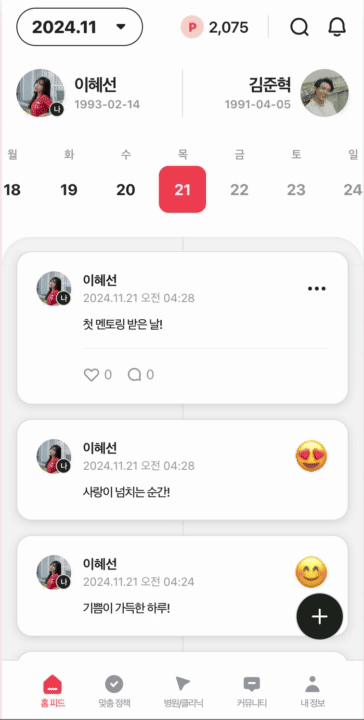 2024.11
P 2,075
이혜선
1993-02-14
나
김준혁
1991-04-05
월 화 수 목 금 토 일
18 19 20 21 22 23 24
이혜선
2024.11.21 오전 04:28
나
첫 멘토링 받은 날!
0 0
이혜선
2024.11.21 오전 04:28
나
사랑이 넘치는 순간!
이혜선
2024.11.21 오전 04:24
나
기쁨이 가득한 하루!
홈 피드 맞춤 정책 병원/클리닉 커뮤니티 내 정보